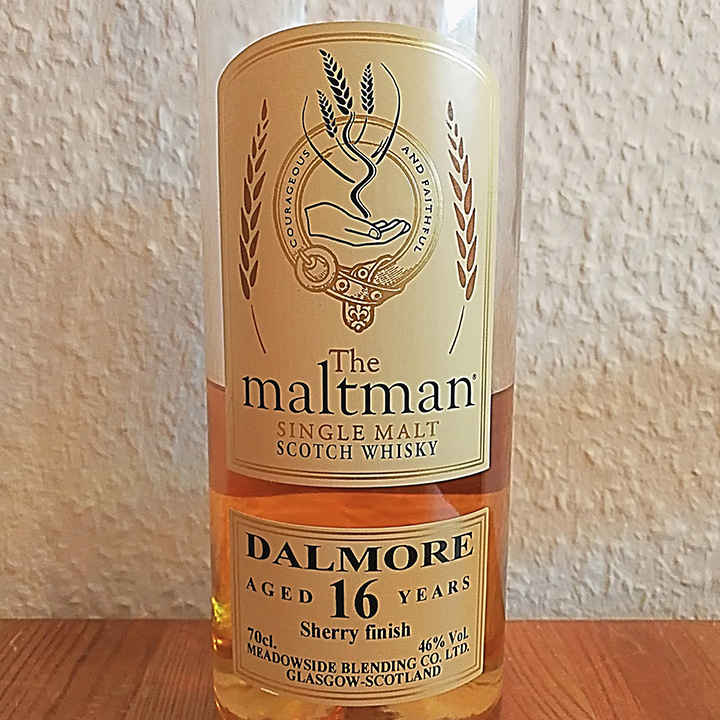 COURAGEOUS AND FAITHFUL
The
maltman®
SINGLE MALT
SCOTCH WHISKY
DALMORE
AGED 16 YEARS
Sherry finish
70cl. 46% Vol.
MEADOWSIDE BLENDING CO. LTD.
GLASGOW-SCOTLAND